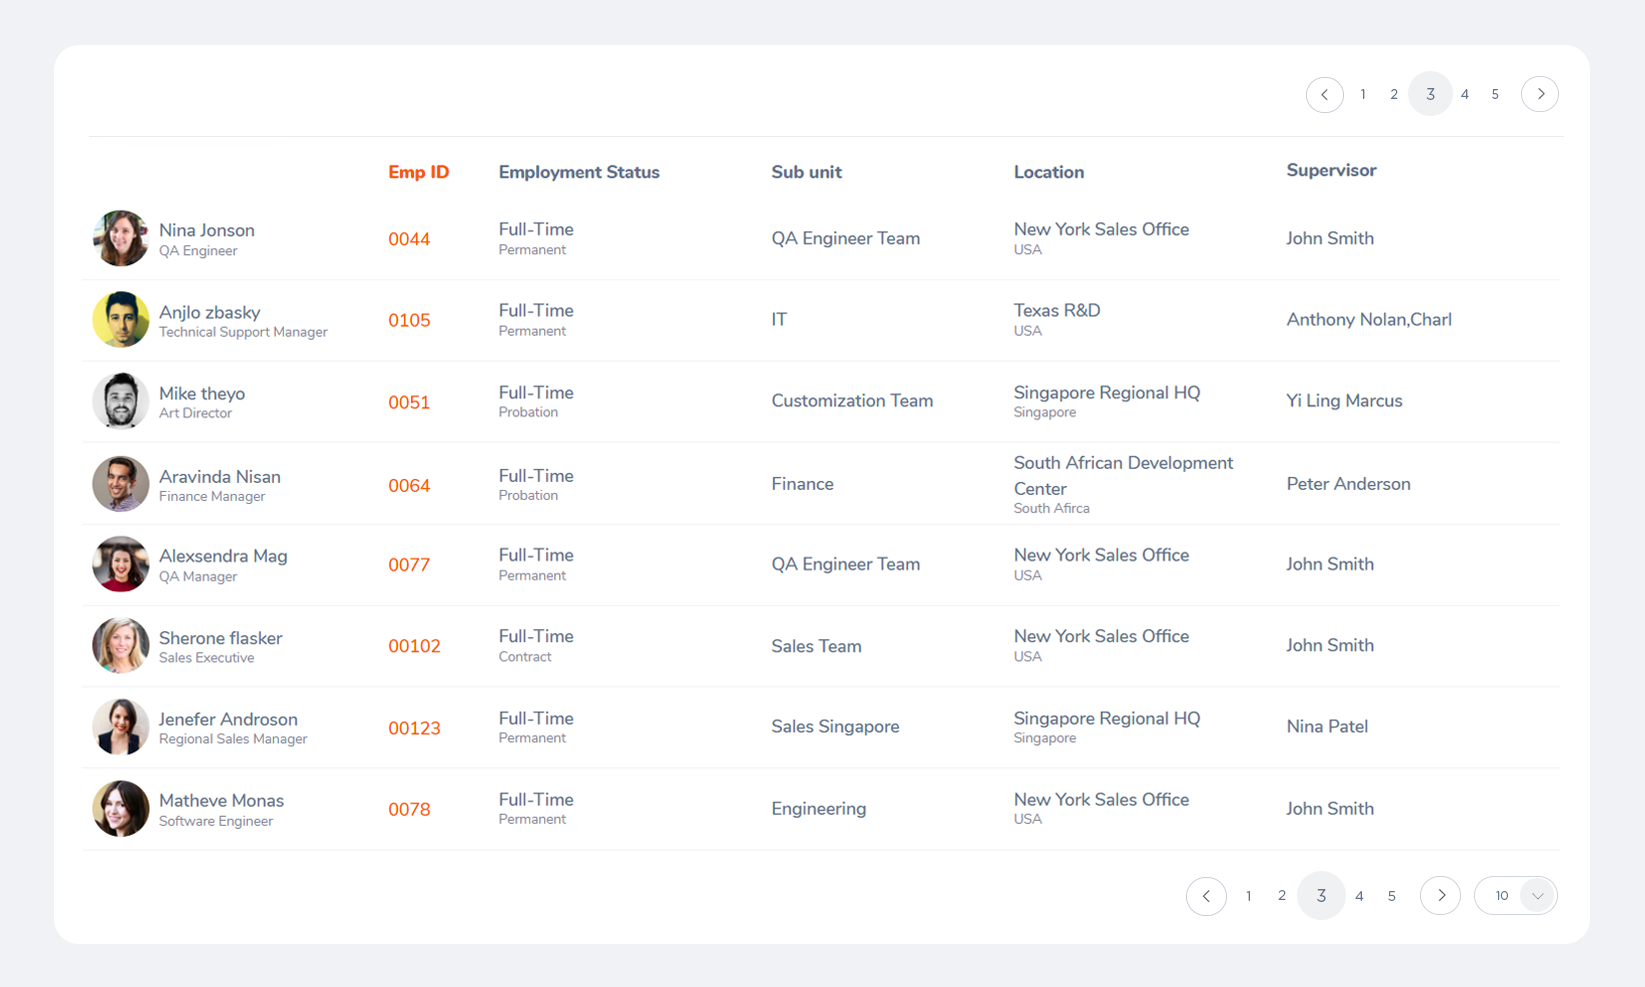 1 2 3 4 5
Emp ID Employment Status Sub unit Location Supervisor
Nina Jonson
QA Engineer
0044
Full-Time
Permanent
QA Engineer Team
New York Sales Office
USA
John Smith
Anjlo zbasky
Technical Support Manager
0105
Full-Time
Permanent
IT
Texas R&D
USA
Anthony Nolan,Charl
Mike theyo
Art Director
0051
Full-Time
Probation
Customization Team
Singapore Regional HQ
Singapore
Yi Ling Marcus
Aravinda Nisan
Finance Manager
0064
Full-Time
Probation
Finance
South African Development
Center
South Afirca
Peter Anderson
Alexsendra Mag
QA Manager
0077
Full-Time
Permanent
QA Engineer Team
New York Sales Office
USA
John Smith
Sherone flasker
Sales Executive
00102
Full-Time
Contract
Sales Team
New York Sales Office
USA
John Smith
Jenefer Androson
Regional Sales Manager
00123
Full-Time
Permanent
Sales Singapore
Singapore Regional HQ
Singapore
Nina Patel
Matheve Monas
Software Engineer
0078
Full-Time
Permanent
Engineering
New York Sales Office
USA
John Smith
1 2 3 4 5 10